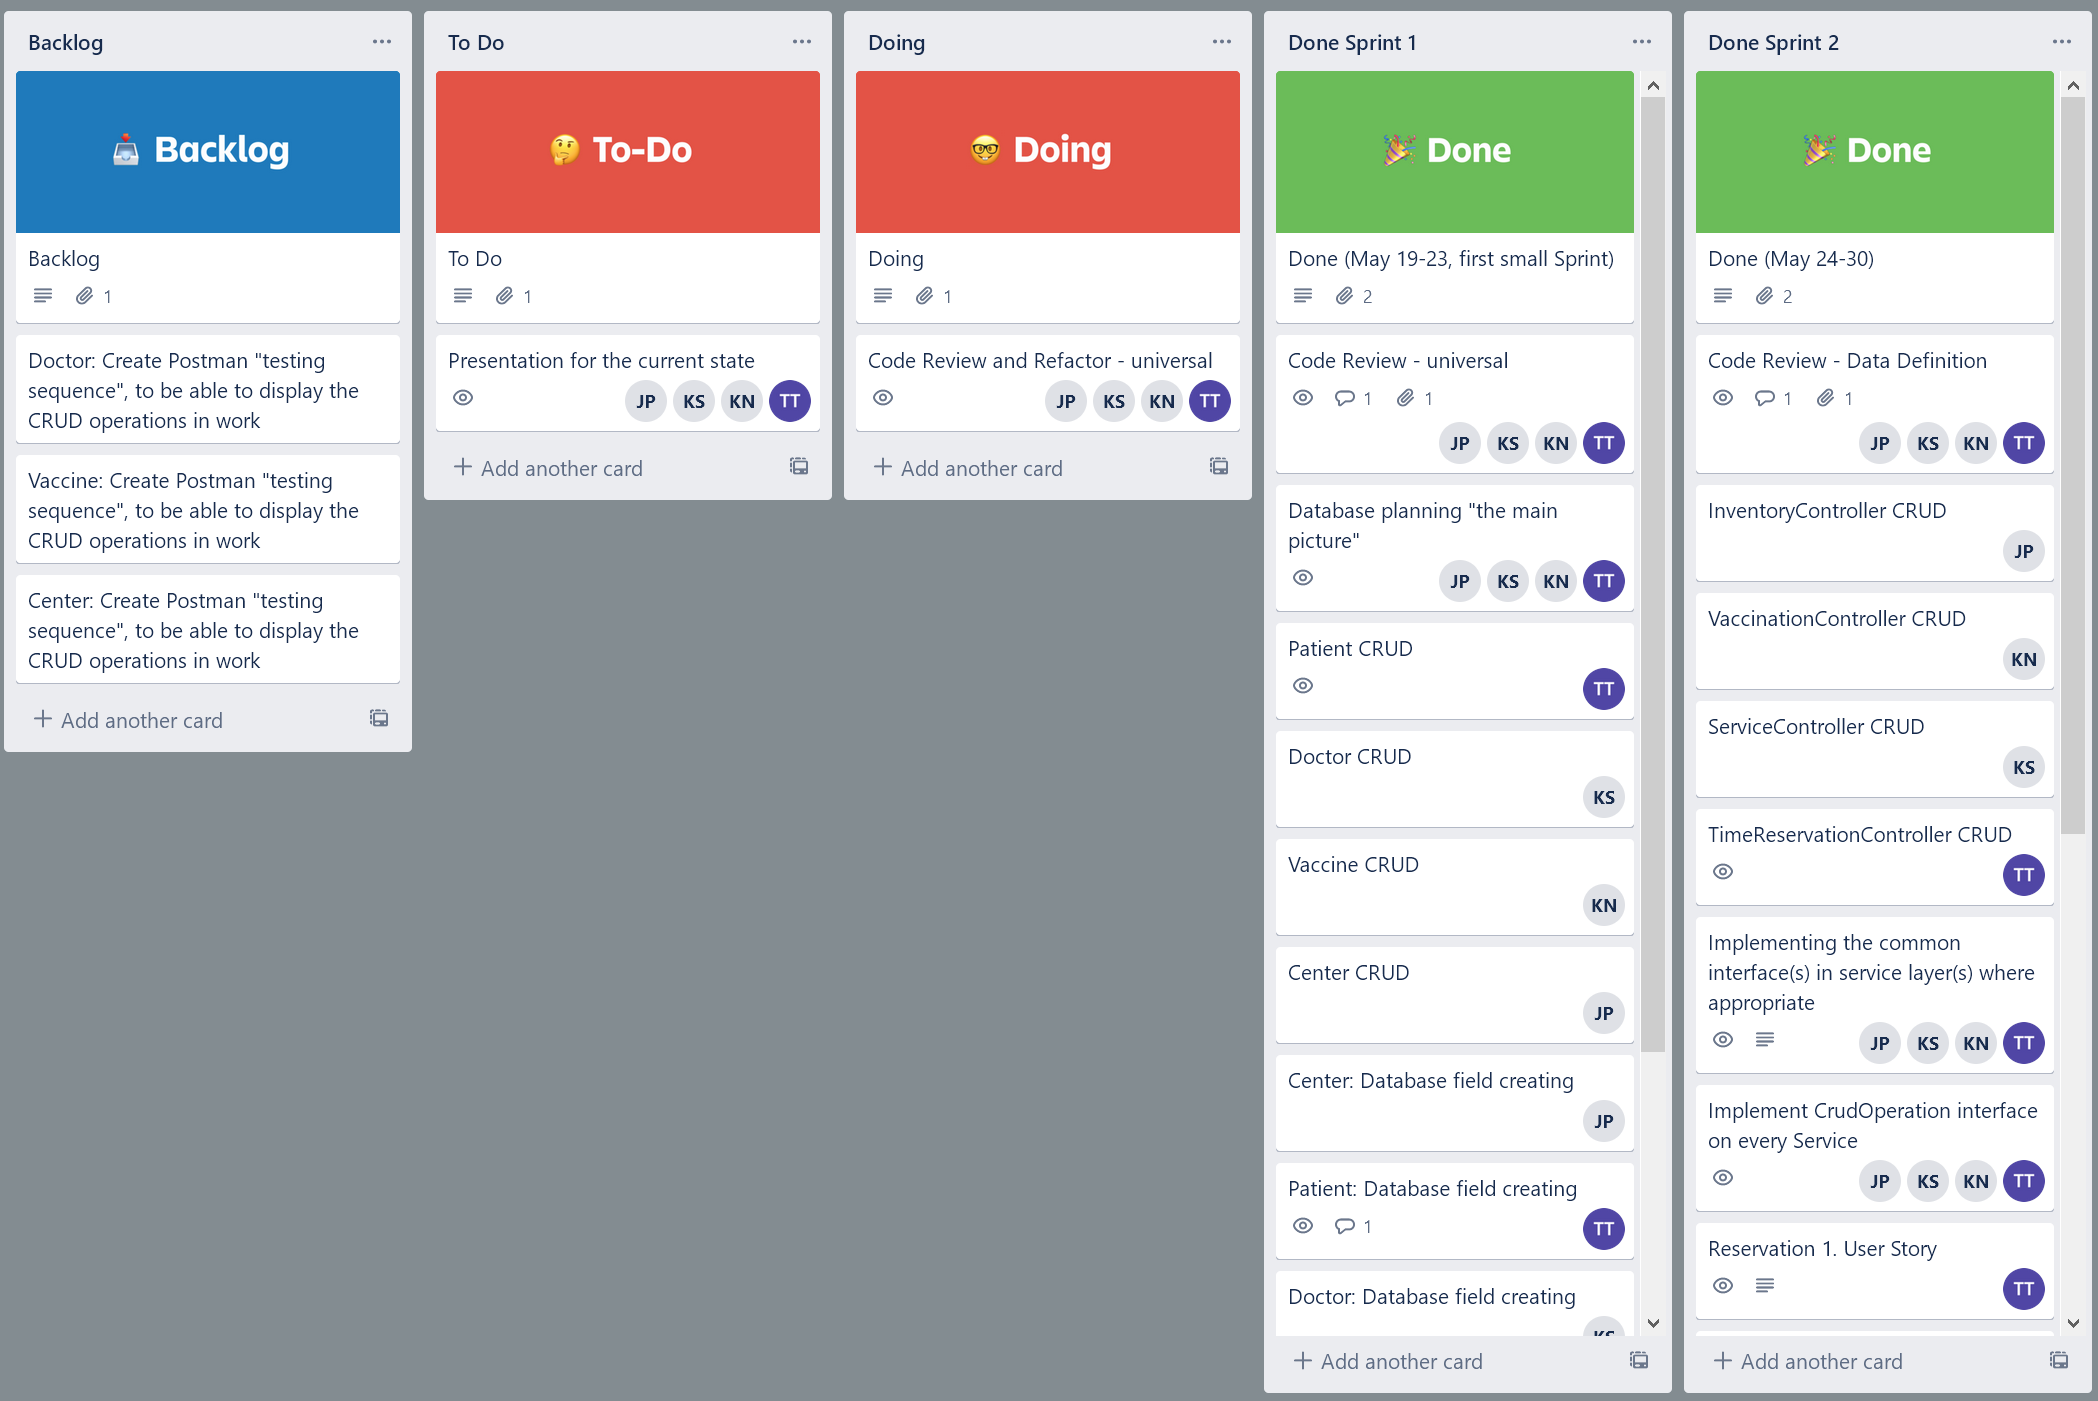 Backlog
Backlog
Backlog
1
Doctor: Create Postman "testing
sequence", to be able to display the
CRUD operations in work
Vaccine: Create Postman "testing
sequence", to be able to display the
CRUD operations in work
Center: Create Postman "testing
sequence", to be able to display the
CRUD operations in work
Add another card
To Do
To-Do
To Do
1
Presentation for the current state
JP KS KN TT
Add another card
Doing
Doing
Doing
1
Code Review and Refactor - universal
JP KS KN TT
Add another card
Done Sprint 1
Done
Done (May 19-23, first small Sprint)
2
Code Review - universal
1 1
JP KS KN TT
Database planning "the main
picture"
JP KS KN TT
Patient CRUD
TT
Doctor CRUD
KS
Vaccine CRUD
KN
Center CRUD
JP
Center: Database field creating
JP
Patient: Database field creating
1
TT
Doctor: Database field creating
KS
Add another card
Done Sprint 2
Done
Done (May 24-30)
2
Code Review - Data Definition
1 1
JP KS KN TT
InventoryController CRUD
JP
VaccinationController CRUD
KN
ServiceController CRUD
KS
TimeReservationController CRUD
TT
Implementing the common
interface(s) in service layer(s) where
appropriate
JP KS KN TT
Implement CrudOperation interface
on every Service
JP KS KN TT
Reservation 1. User Story
TT
Add another card